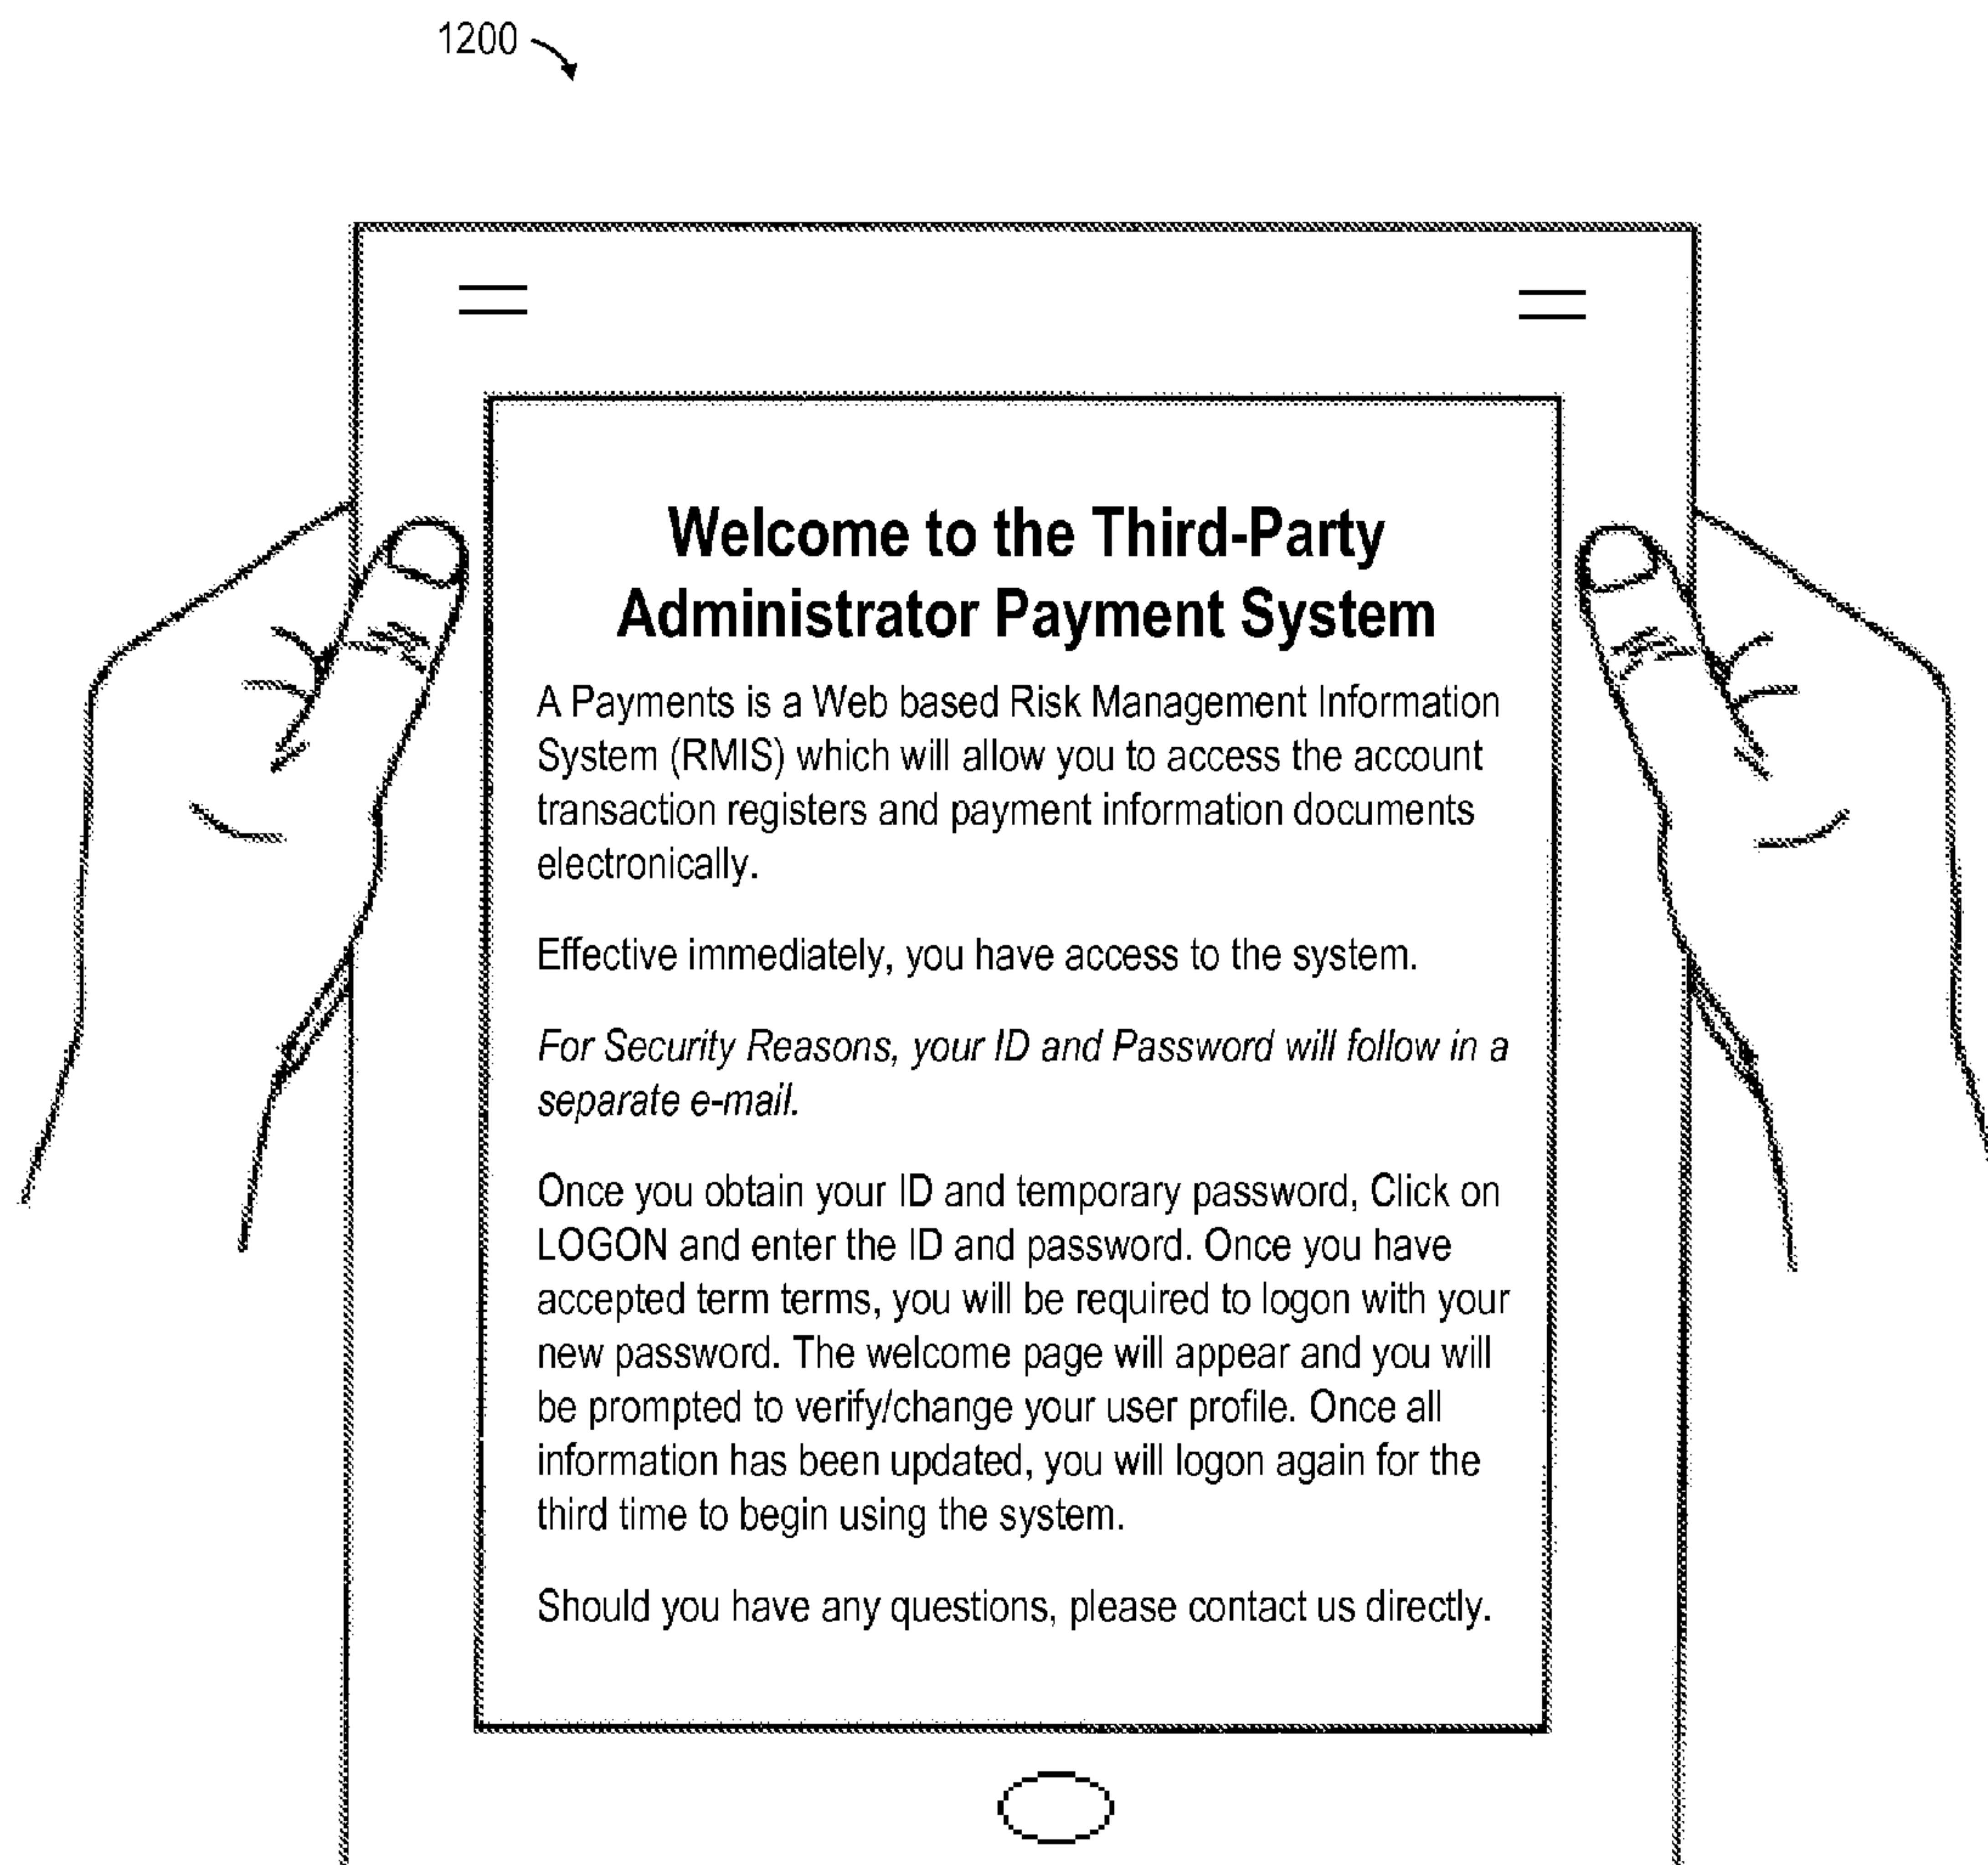 1200
Welcome to the Third-Party
Administrator Payment System
A Payments is a Web based Risk Management Information
System (RMIS) which will allow you to access the account
transaction registers and payment information documents
electronically.
Effective immediately, you have access to the system.
For Security Reasons, your ID and Password will follow in a
separate e-mail.
Once you obtain your ID and temporary password, Click on
LOGON and enter the ID and password. Once you have
accepted term terms, you will be required to logon with your
new password. The welcome page will appear and you will
be prompted to verify/change your user profile. Once all
information has been updated, you will logon again for the
third time to begin using the system.
Should you have any questions, please contact us directly.